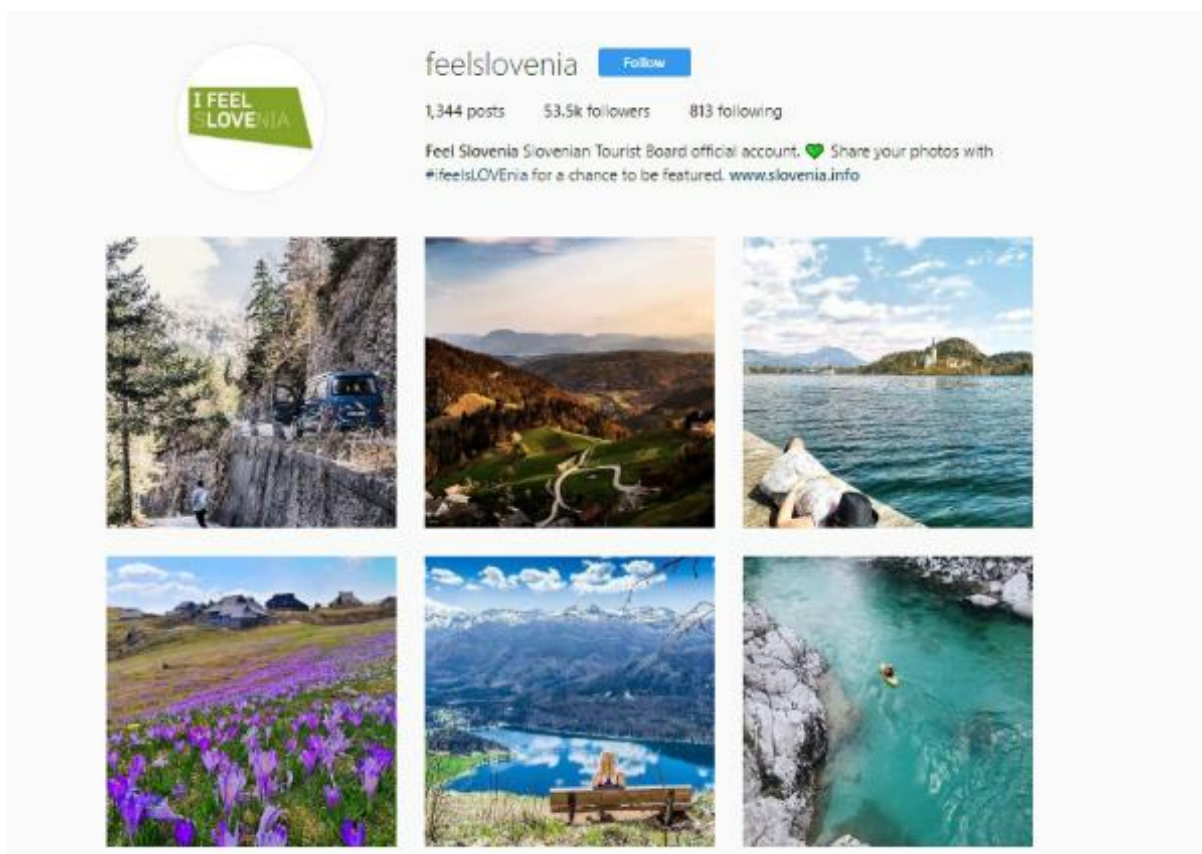 I FEEL
SLOVENIA
feelslovenia Follow
1,344 posts 53.5k followers 813 following
Feel Slovenia Slovenian Tourist Board official account. 💚 Share your photos with
#ifeelsLOVEnia for a chance to be featured. www.slovenia.info